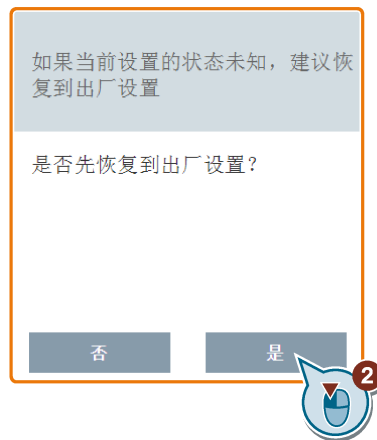 如果当前设置的状态未知，建议恢
复到出厂设置
是否先恢复到出厂设置？
否
是
2